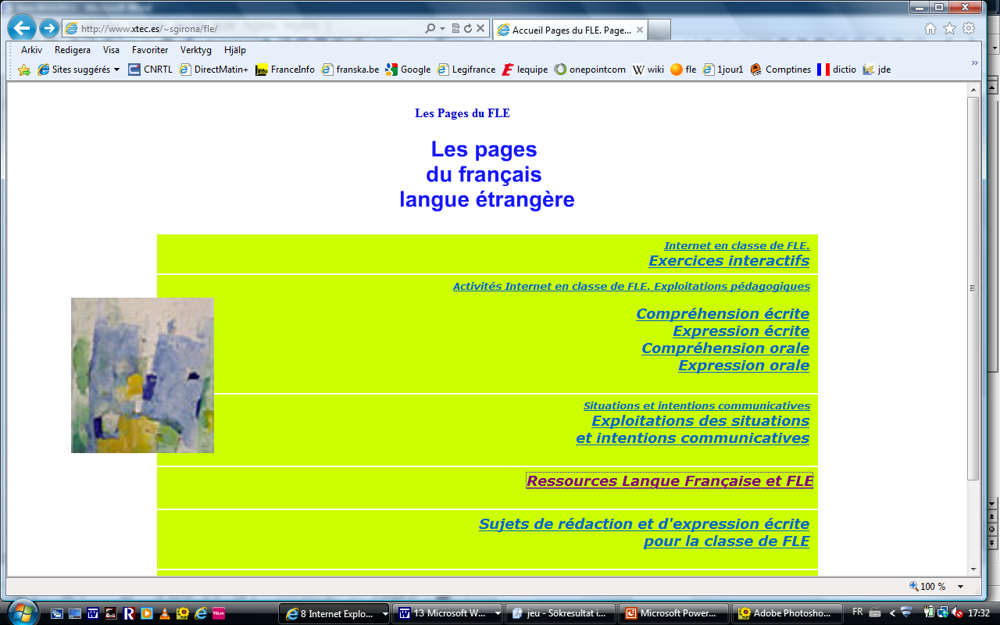 http://www.xtec.es/~sgirona/fle/
Accueil Pages du FLE. Page...
Arkiv Redigera Visa Favoriter Verktyg Hjälp
Sites suggérés CNRTL DirectMatin+ FranceInfo franska.be Google Legifrance lequipe onepointcom wiki fle 1jour1 Comptines dictio jde
Les Pages du FLE
Les pages
du français
langue étrangère
Internet en classe de FLE.
Exercices interactifs
Activités Internet en classe de FLE. Exploitations pédagogiques
Compréhension écrite
Expression écrite
Compréhension orale
Expression orale
Situations et intentions communicatives
Exploitations des situations
et intentions communicatives
Ressources Langue Française et FLE
Sujets de rédaction et d'expression écrite
pour la classe de FLE
100 %
8 Internet Explo... 13 Microsoft W... jeu - Sökresultat i... Microsoft Power... Adobe Photosho... FR 17:32